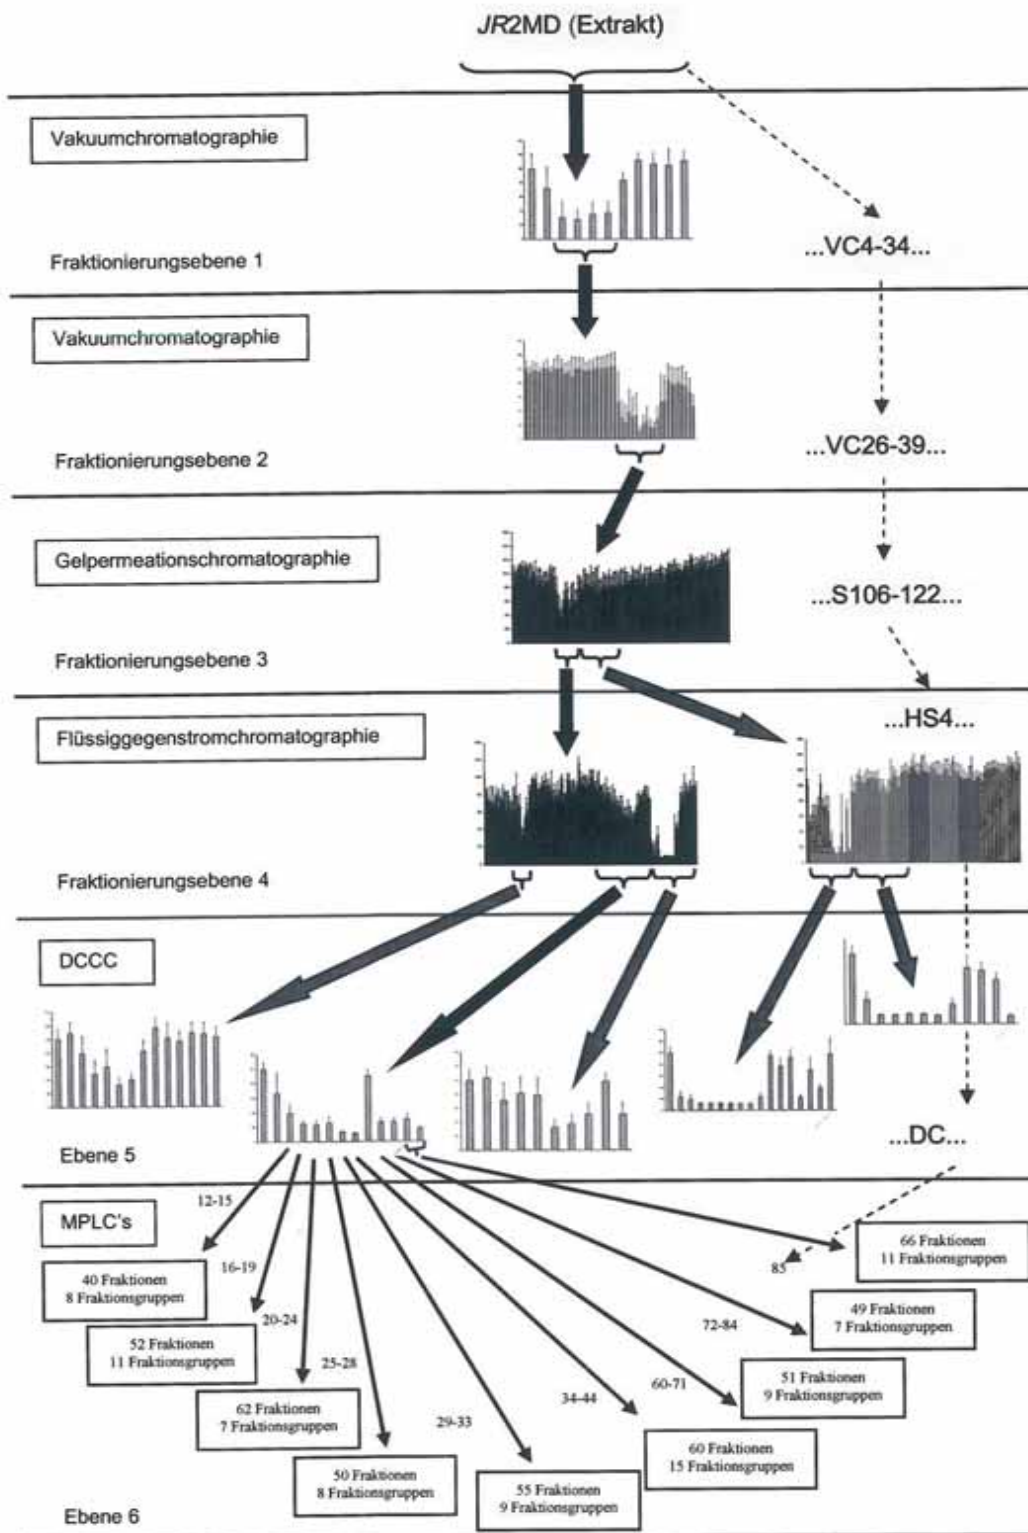 JR2MD (Extrakt)
Vakuumchromatographie
...VC4-34...
Fraktionierungsebene 1
Vakuumchromatographie
...VC26-39...
Fraktionierungsebene 2
Gelpermeationschromatographie
...S106-122...
Fraktionierungsebene 3
...HS4...
Flüssiggegenstromchromatographie
Fraktionierungsebene 4
DCCC
...DC...
Ebene 5
MPLC's
12-15
16-19
20-24
25-28
29-33
34-44
60-71
72-84
85
40 Fraktionen
8 Fraktionsgruppen
52 Fraktionen
11 Fraktionsgruppen
62 Fraktionen
7 Fraktionsgruppen
50 Fraktionen
8 Fraktionsgruppen
55 Fraktionen
9 Fraktionsgruppen
60 Fraktionen
15 Fraktionsgruppen
51 Fraktionen
9 Fraktionsgruppen
49 Fraktionen
7 Fraktionsgruppen
66 Fraktionen
11 Fraktionsgruppen
Ebene 6